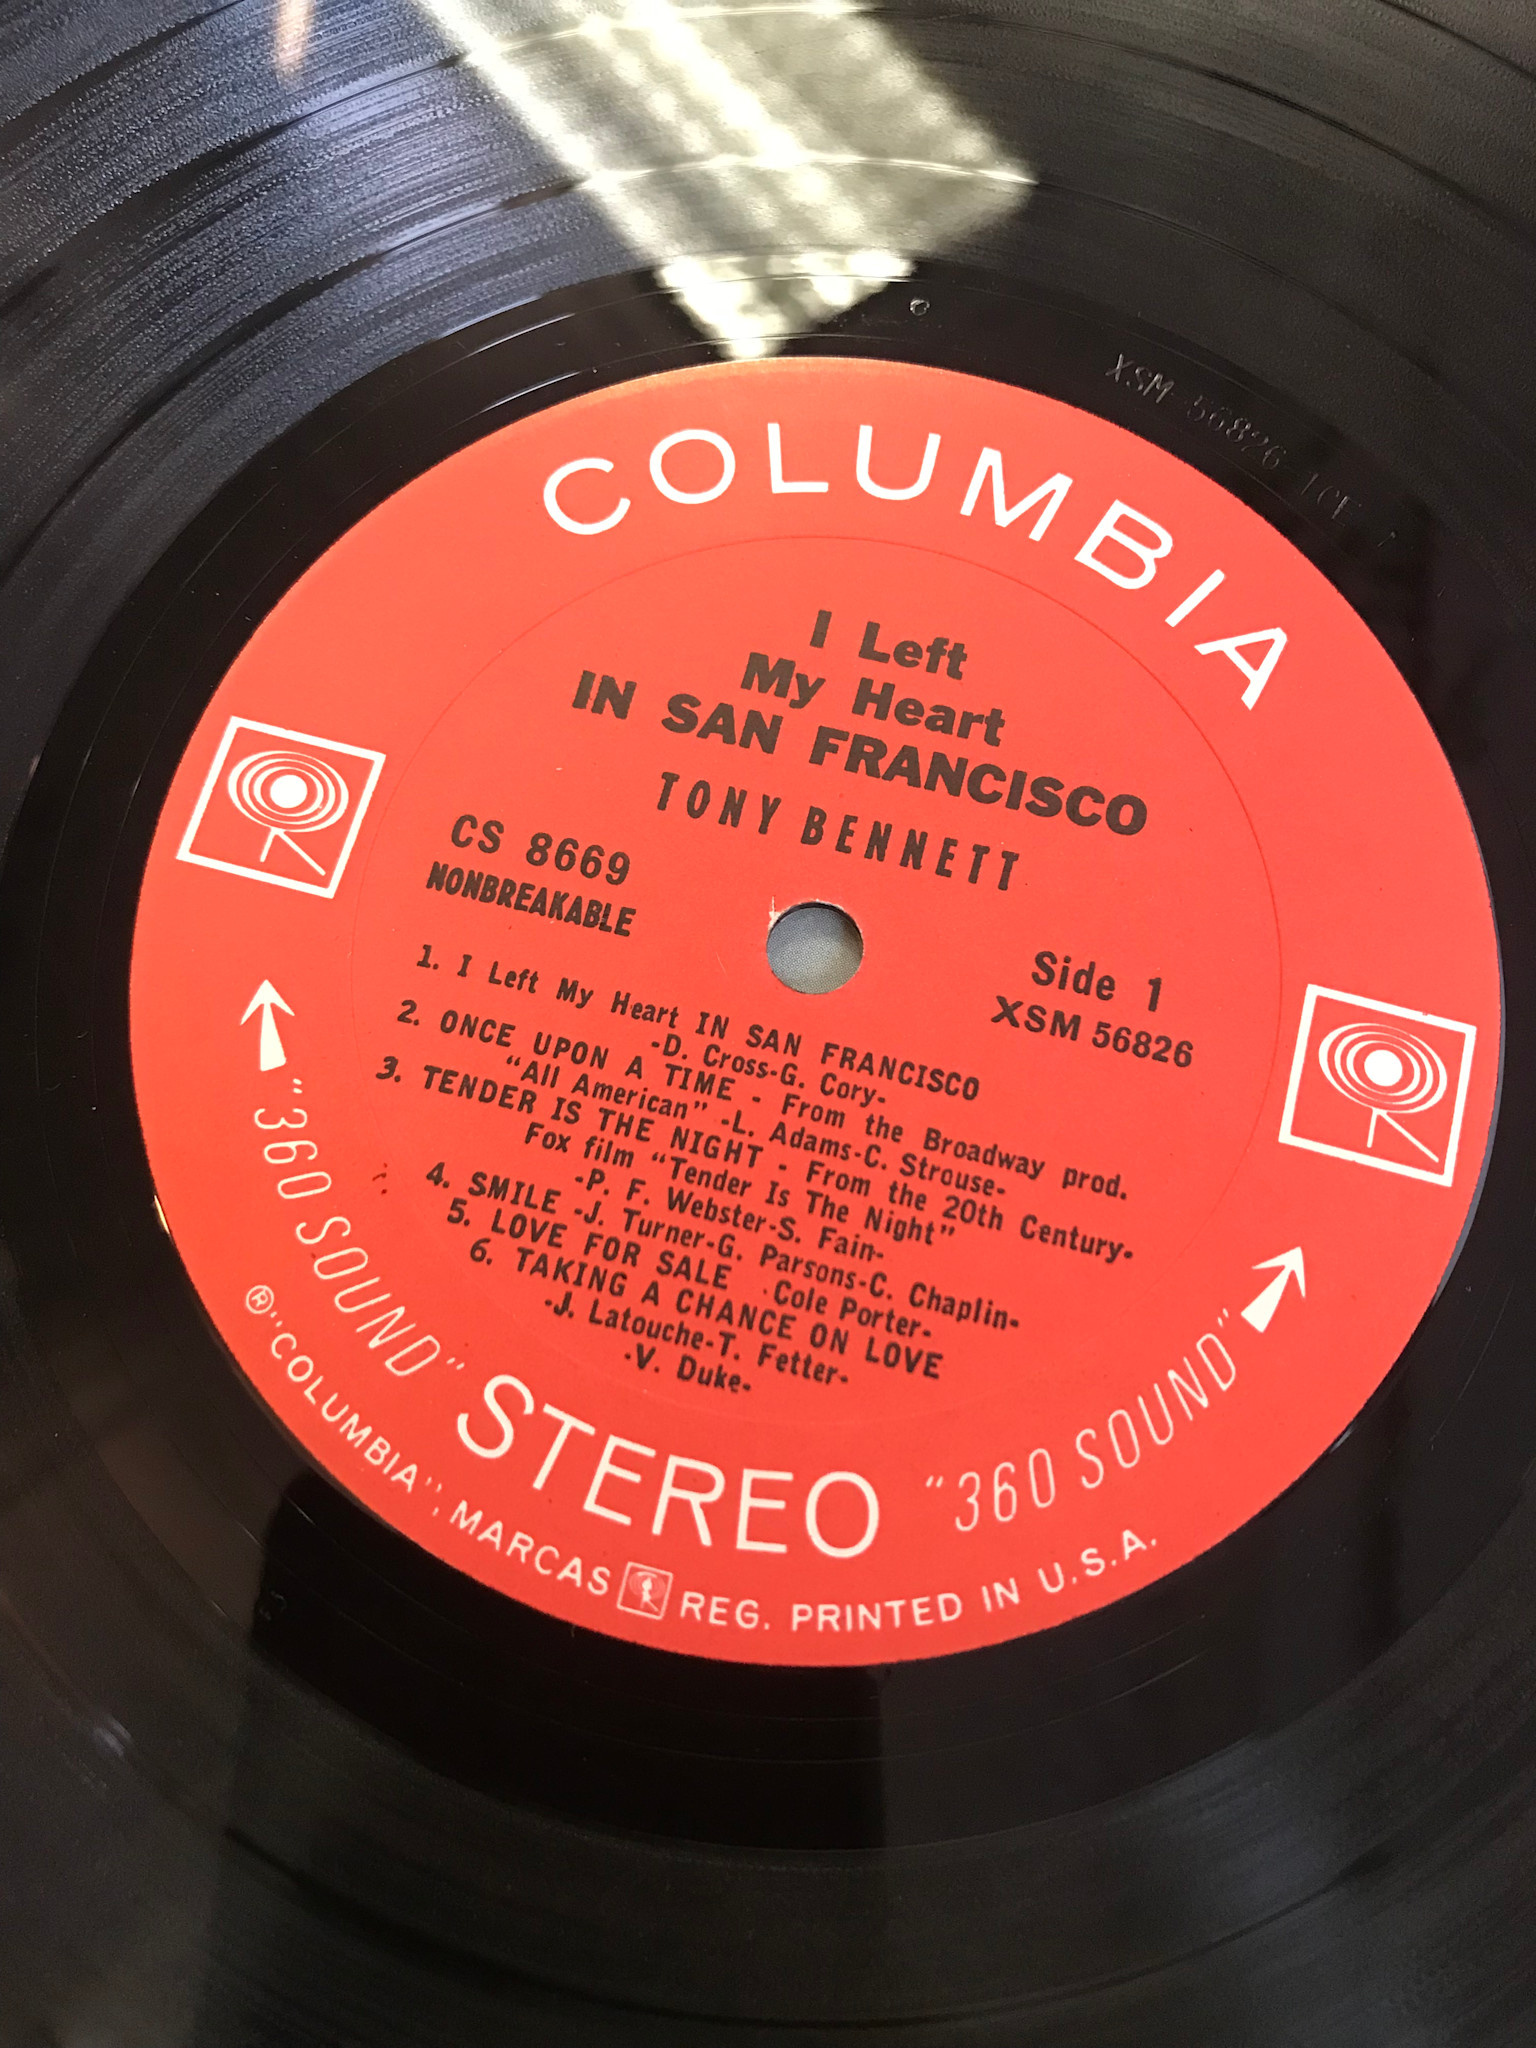 XSM 56826
COLUMBIA
I Left
My Heart
IN SAN FRANCISCO
TONY BENNETT
CS 8669
NONBREAKABLE
Side 1
XSM 56826
1. I Left My Heart IN SAN FRANCISCO
-D. Cross-G. Cory-
2. ONCE UPON A TIME - From the Broadway prod.
"All American" -L. Adams-C. Strouse-
3. TENDER IS THE NIGHT - From the 20th Century-
Fox film "Tender Is The Night"
-P. F. Webster-S. Fain-
4. SMILE -J. Turner-G. Parsons-C. Chaplin-
5. LOVE FOR SALE -Cole Porter-
6. TAKING A CHANCE ON LOVE
-J. Latouche-T. Fetter-
-V. Duke-
"360 SOUND" STEREO "360 SOUND"
® "COLUMBIA", MARCAS REG. PRINTED IN U.S.A.